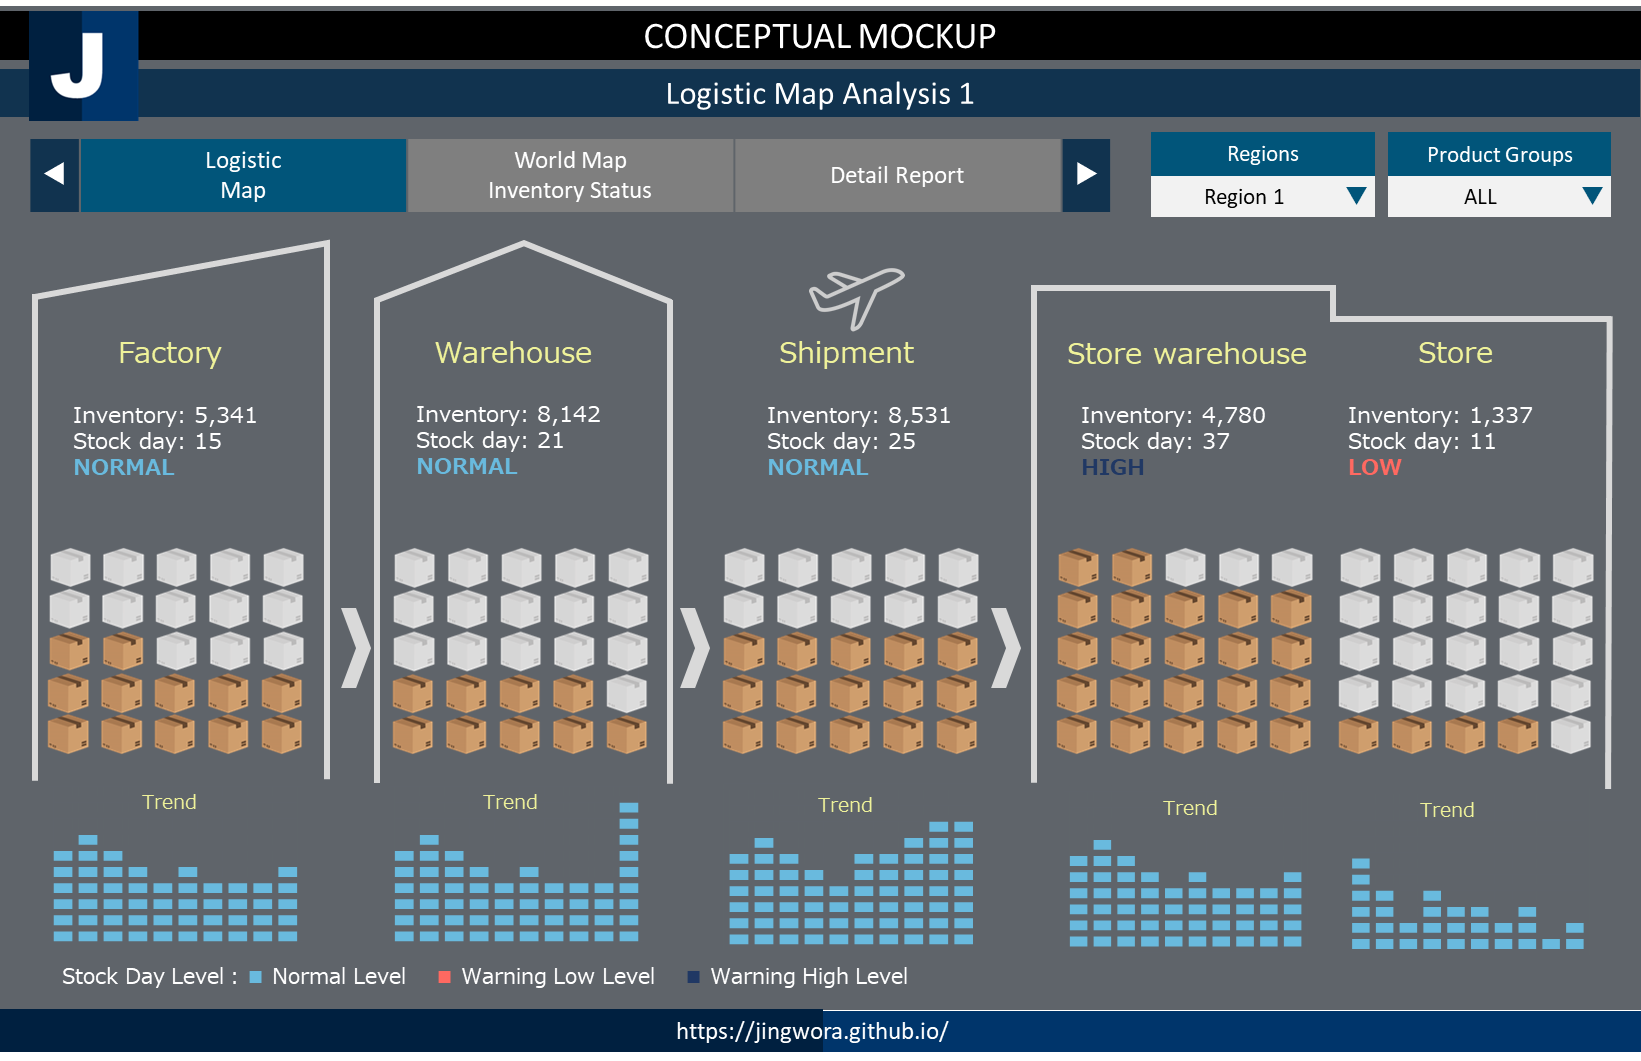 CONCEPTUAL MOCKUP
J
Logistic Map Analysis 1
Logistic
Map
World Map
Inventory Status
Detail Report
Regions
Region 1
Product Groups
ALL
Factory
Inventory: 5,341
Stock day: 15
NORMAL
Warehouse
Inventory: 8,142
Stock day: 21
NORMAL
Shipment
Inventory: 8,531
Stock day: 25
NORMAL
Store warehouse
Inventory: 4,780
Stock day: 37
HIGH
Store
Inventory: 1,337
Stock day: 11
LOW
Trend
Trend
Trend
Trend
Trend
Stock Day Level : Normal Level Warning Low Level Warning High Level
https://jingwora.github.io/